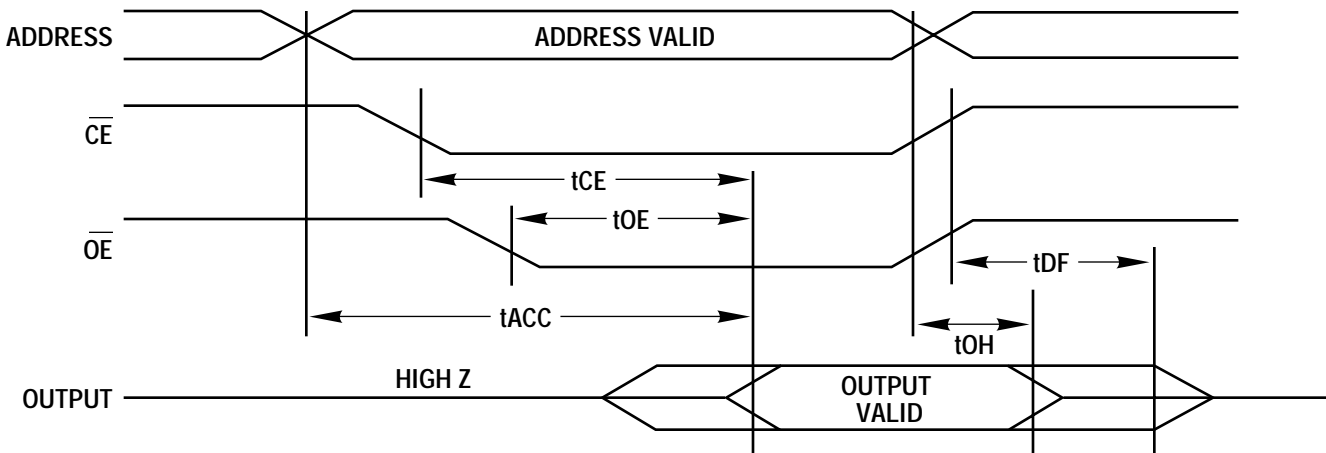 ADDRESS
ADDRESS VALID
CE
tCE
tOE
OE
tDF
tACC
tOH
HIGH Z
OUTPUT
OUTPUT
VALID